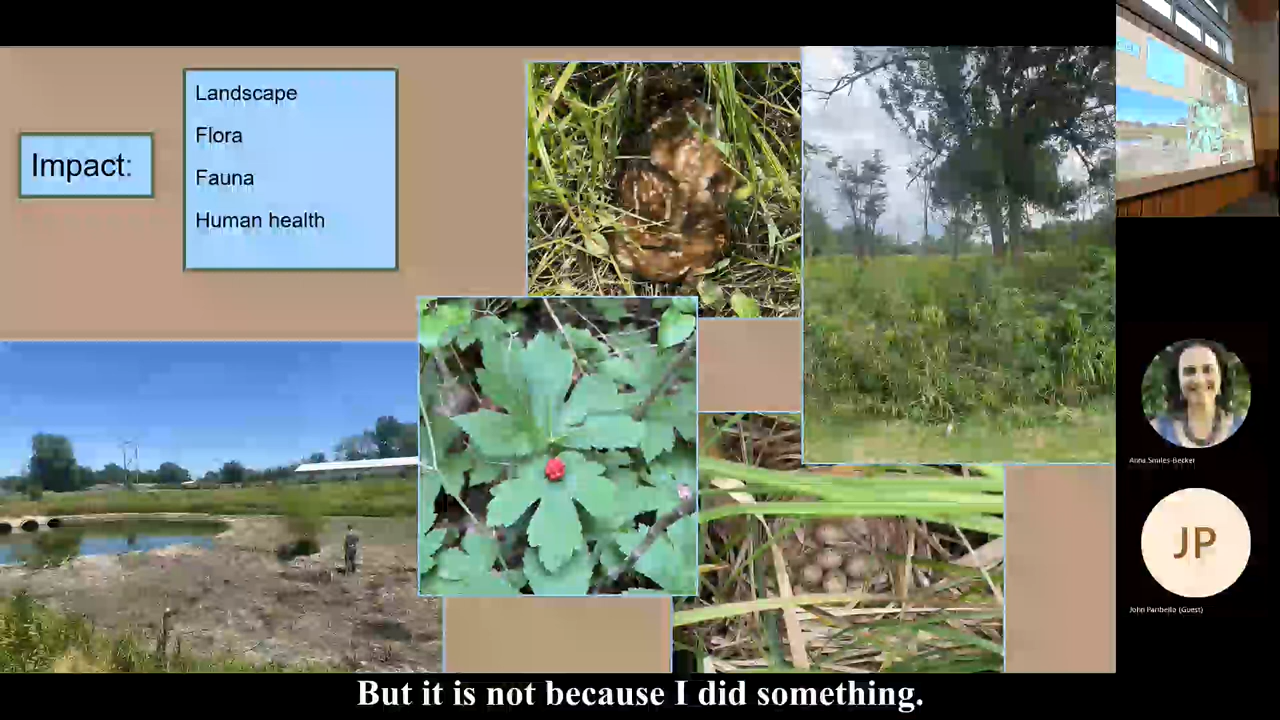 Impact:
Landscape
Flora
Fauna
Human health
Anna Smiles-Becker
JP
John Paribello (Guest)
But it is not because I did something.